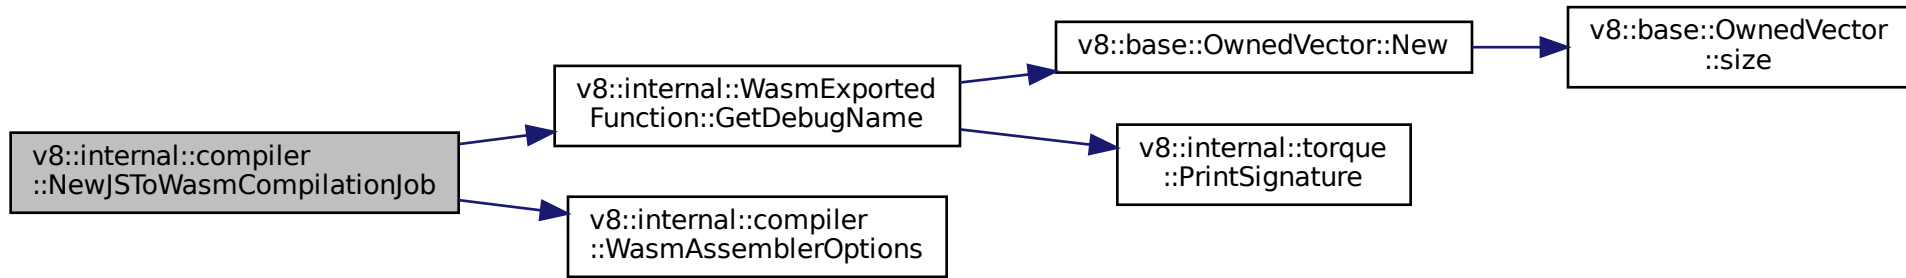 v8::internal::compiler
::NewJSToWasmCompilationJob
v8::internal::WasmExported
Function::GetDebugName
v8::internal::compiler
::WasmAssemblerOptions
v8::base::OwnedVector::New
v8::internal::torque
::PrintSignature
v8::base::OwnedVector
::size